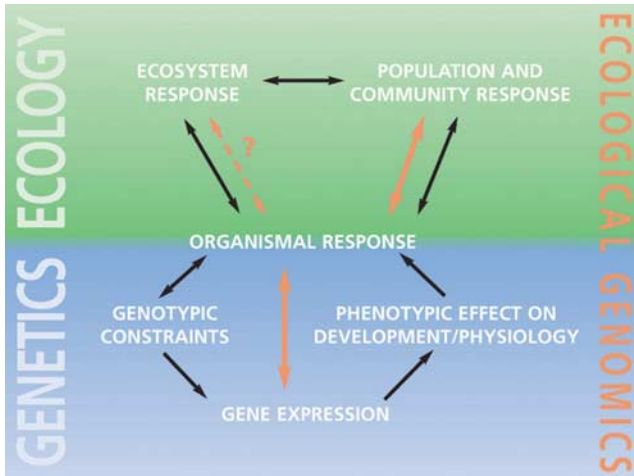 ECOLOGY
ECOSYSTEM
RESPONSE
POPULATION AND
COMMUNITY RESPONSE
?
ORGANISMAL RESPONSE
GENETICS
GENOTYPIC
CONSTRAINTS
PHENOTYPIC EFFECT ON
DEVELOPMENT/PHYSIOLOGY
GENE EXPRESSION
ECOLOGICAL GENOMICS